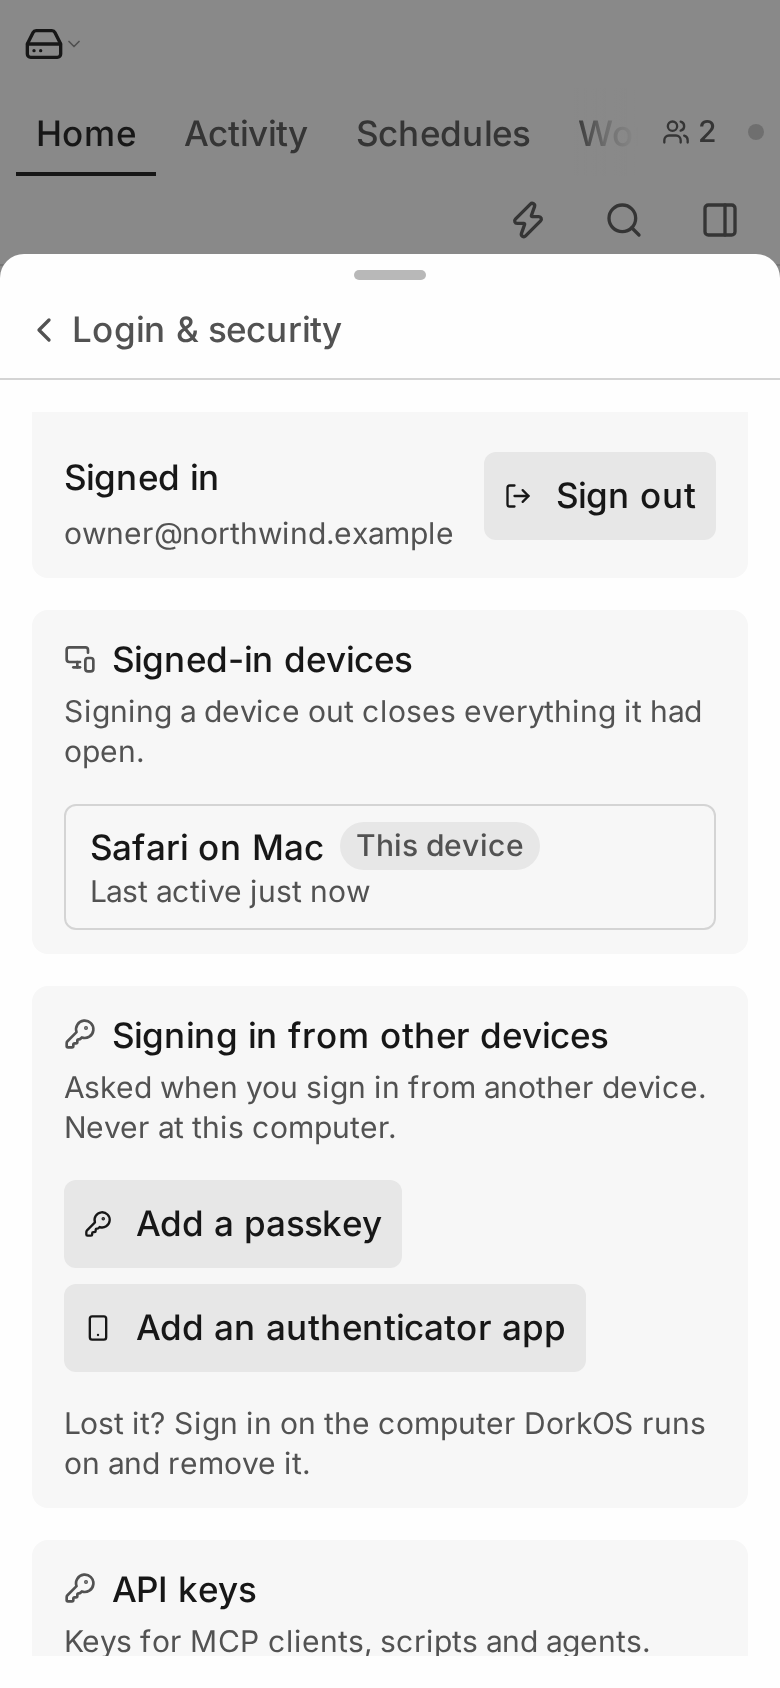 Home Activity Schedules Wo 2
Login & security
Signed in
owner@northwind.example
Sign out
Signed-in devices
Signing a device out closes everything it had
open.
Safari on Mac This device
Last active just now
Signing in from other devices
Asked when you sign in from another device.
Never at this computer.
Add a passkey
Add an authenticator app
Lost it? Sign in on the computer DorkOS runs
on and remove it.
API keys
Keys for MCP clients, scripts and agents.